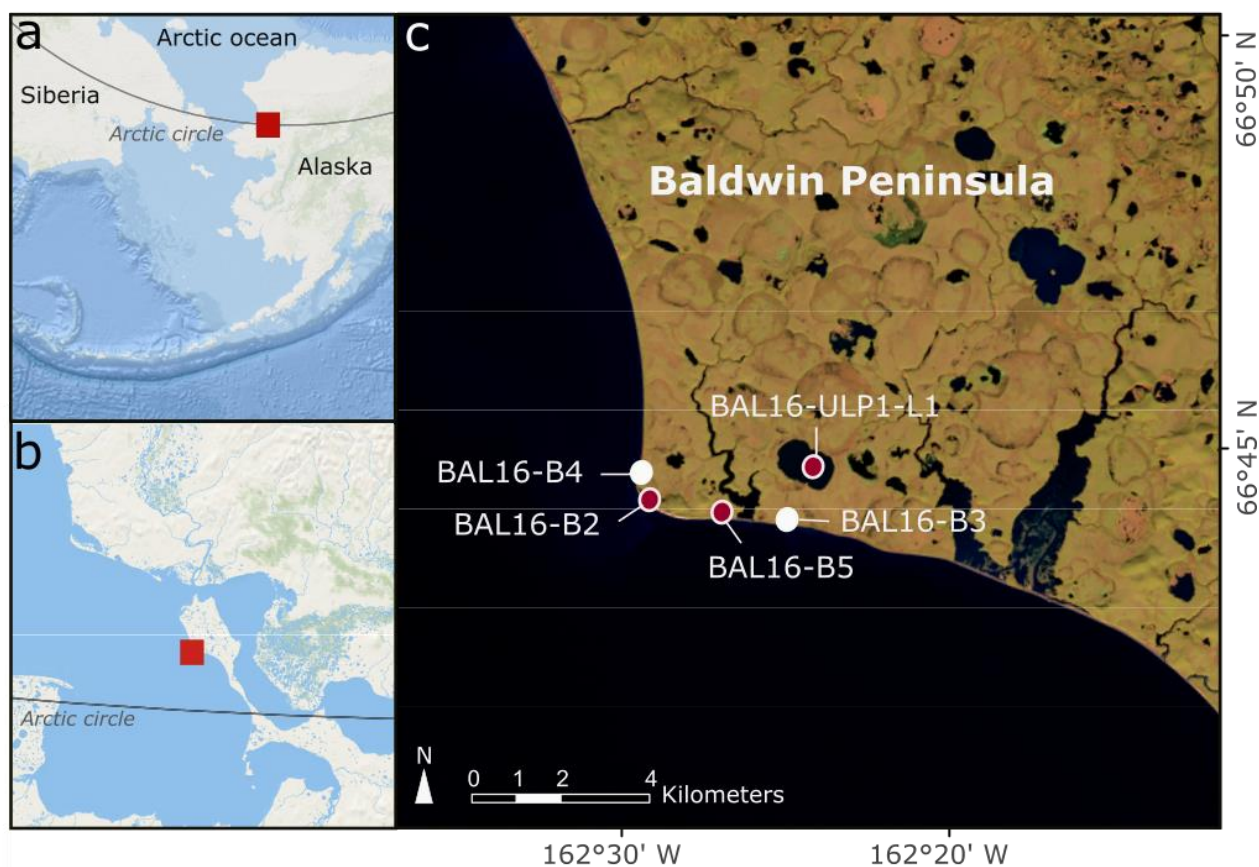 a
Arctic ocean
Siberia
Arctic circle
Alaska
b
Arctic circle
c
Baldwin Peninsula
BAL16-ULP1-L1
BAL16-B4
BAL16-B2
BAL16-B3
BAL16-B5
N
0 1 2 4
Kilometers
66°50' N
66°45' N
162°30' W
162°20' W